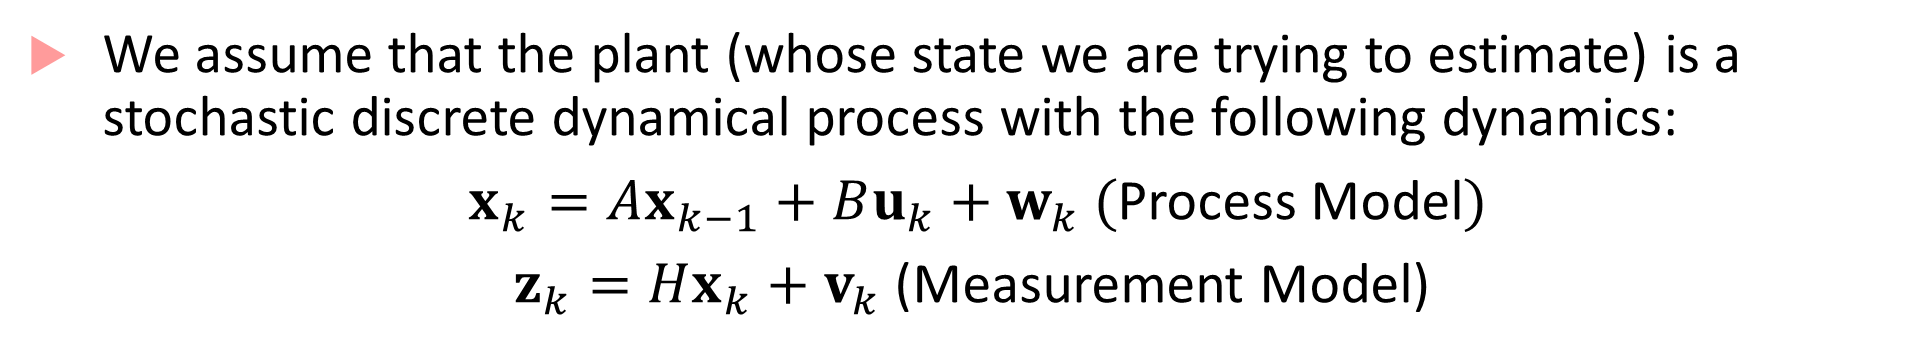 ▶ We assume that the plant (whose state we are trying to estimate) is a
stochastic discrete dynamical process with the following dynamics:
𝐱ₖ = 𝐴𝐱ₖ₋₁ + 𝐵𝐮ₖ + 𝐰ₖ (Process Model)
𝐳ₖ = 𝐻𝐱ₖ + 𝐯ₖ (Measurement Model)